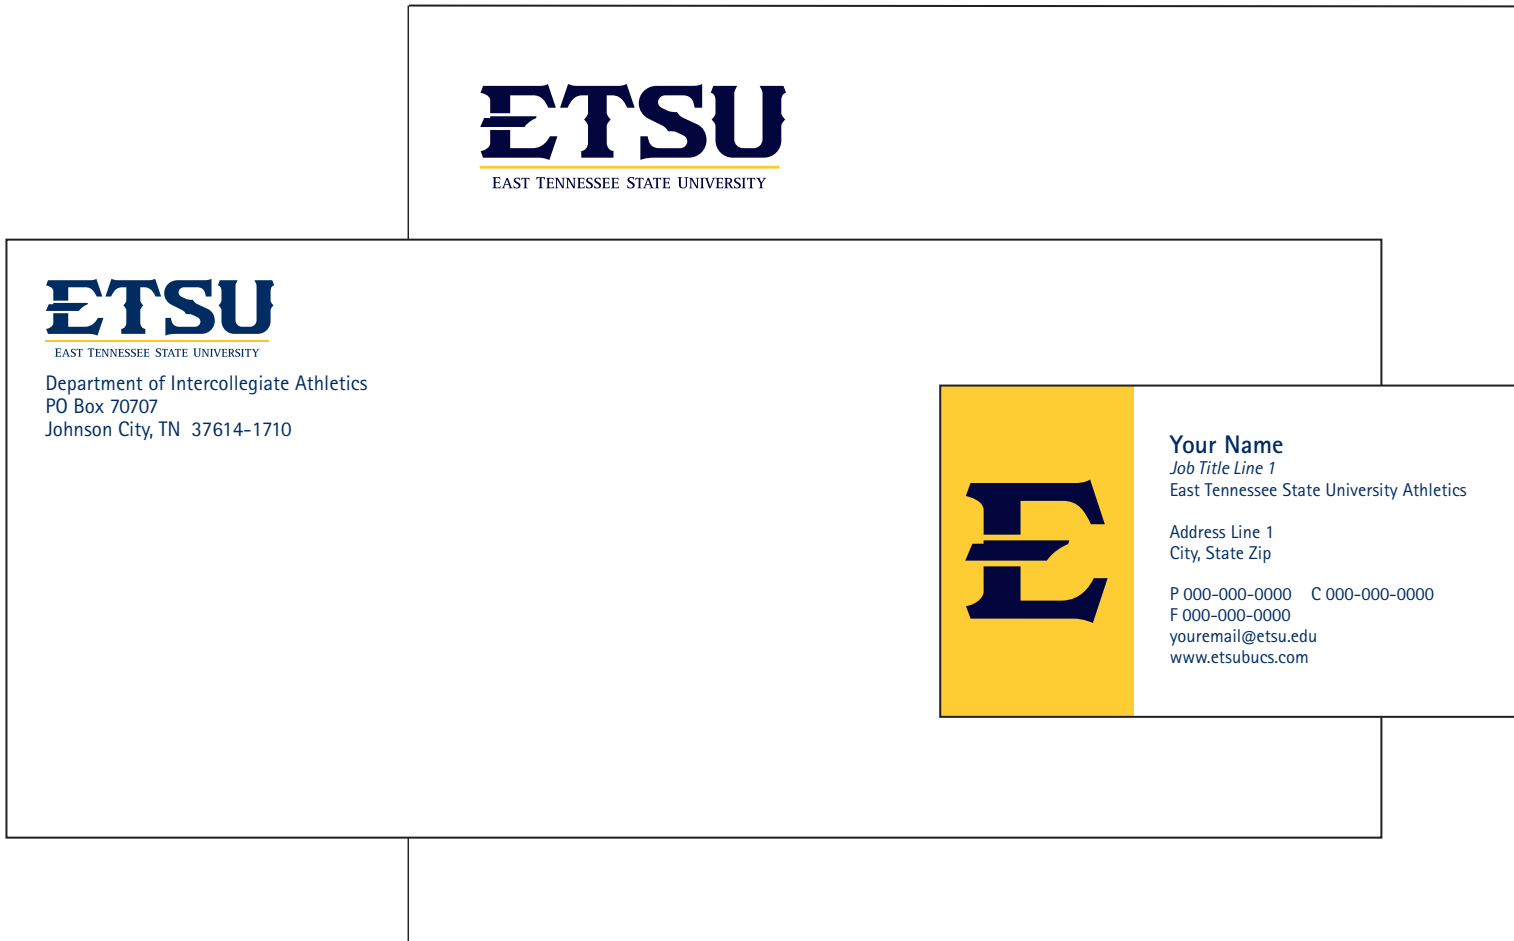 ETSU
EAST TENNESSEE STATE UNIVERSITY
ETSU
EAST TENNESSEE STATE UNIVERSITY
Department of Intercollegiate Athletics
PO Box 70707
Johnson City, TN  37614-1710
E
Your Name
Job Title Line 1
East Tennessee State University Athletics
Address Line 1
City, State Zip
P 000-000-0000    C 000-000-0000
F 000-000-0000
youremail@etsu.edu
www.etsubucs.com